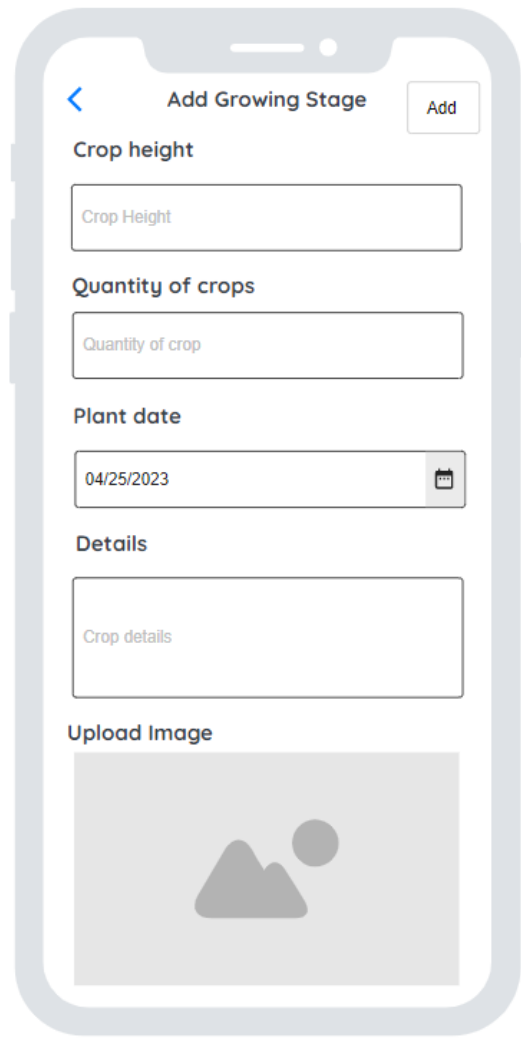 Add Growing Stage
Add
Crop height
Crop Height
Quantity of crops
Quantity of crop
Plant date
04/25/2023
Details
Crop details
Upload Image